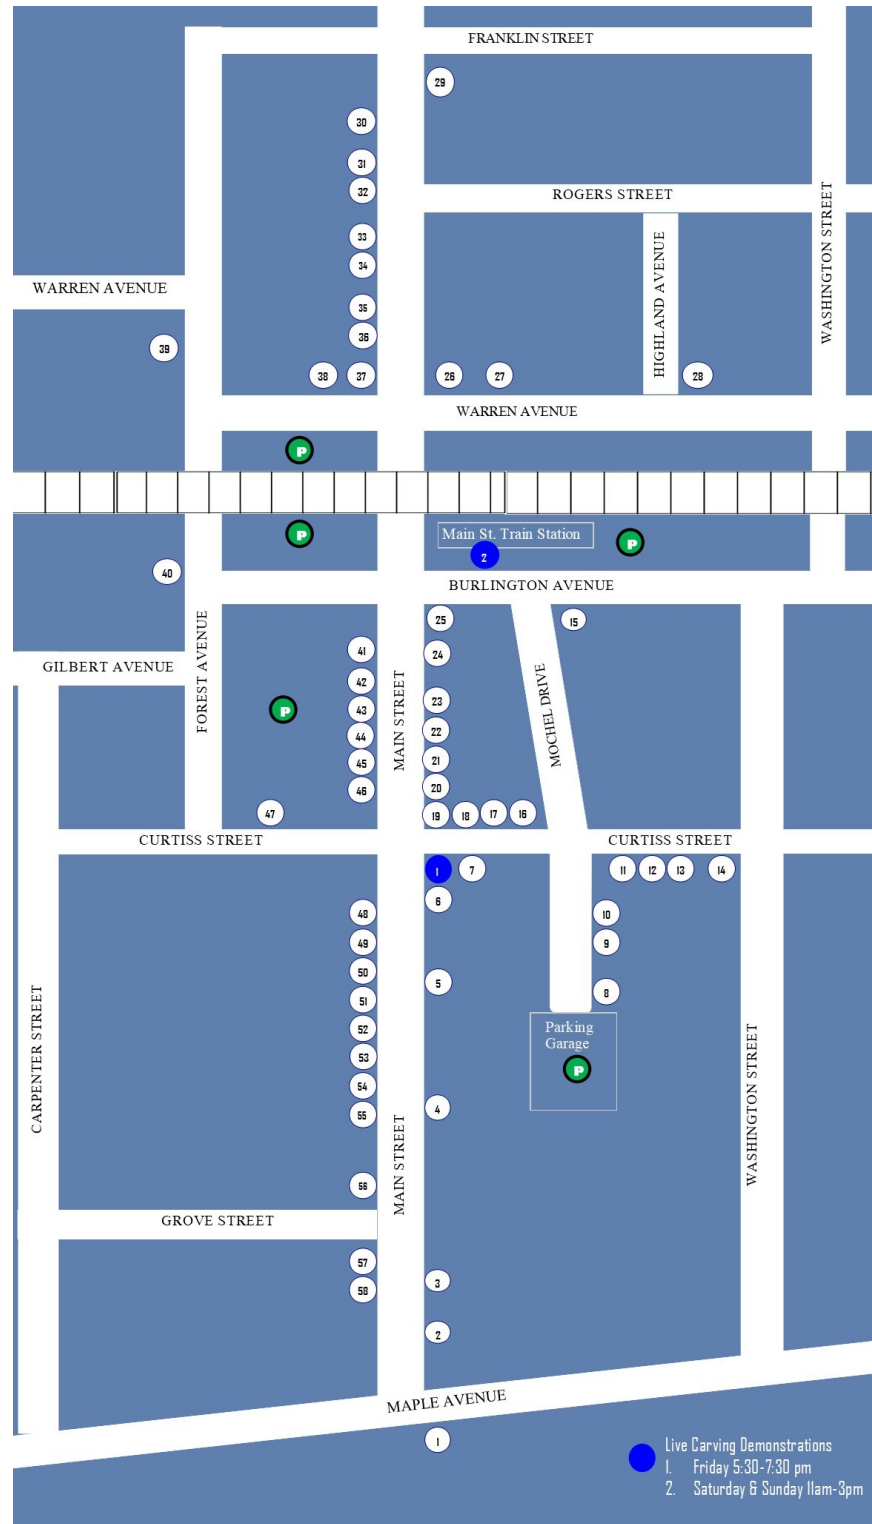 FRANKLIN STREET
29
30
31
32
ROGERS STREET
WASHINGTON STREET
33
34
HIGHLAND AVENUE
WARREN AVENUE
35
36
39
38
37
26
27
28
WARREN AVENUE
P
P
Main St. Train Station
2
P
40
BURLINGTON AVENUE
25
15
41
24
GILBERT AVENUE
FOREST AVENUE
MAIN STREET
MOCHEL DRIVE
42
23
43
P
22
44
21
45
20
46
47
19
18
17
16
CURTISS STREET
CURTISS STREET
1
7
11
12
13
14
6
48
10
49
9
50
5
8
51
CARPENTER STREET
52
Parking
Garage
P
53
54
4
55
WASHINGTON STREET
MAIN STREET
56
GROVE STREET
57
3
58
2
MAPLE AVENUE
1
Live Carving Demonstrations
1. Friday 5:30-7:30 pm
2. Saturday & Sunday 11am-3pm